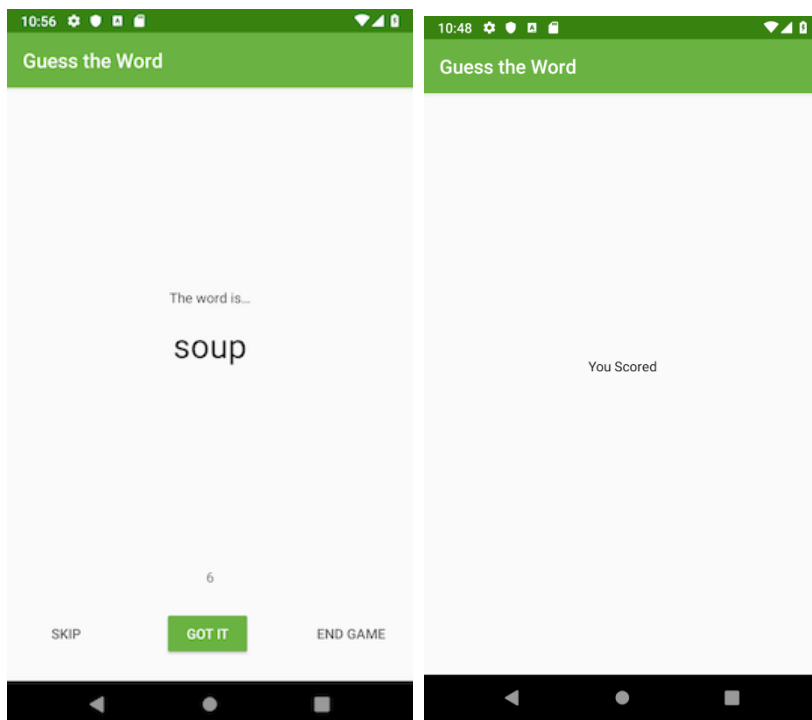 10:56
Guess the Word
The word is...
soup
6
SKIP
GOT IT
END GAME
10:48
Guess the Word
You Scored